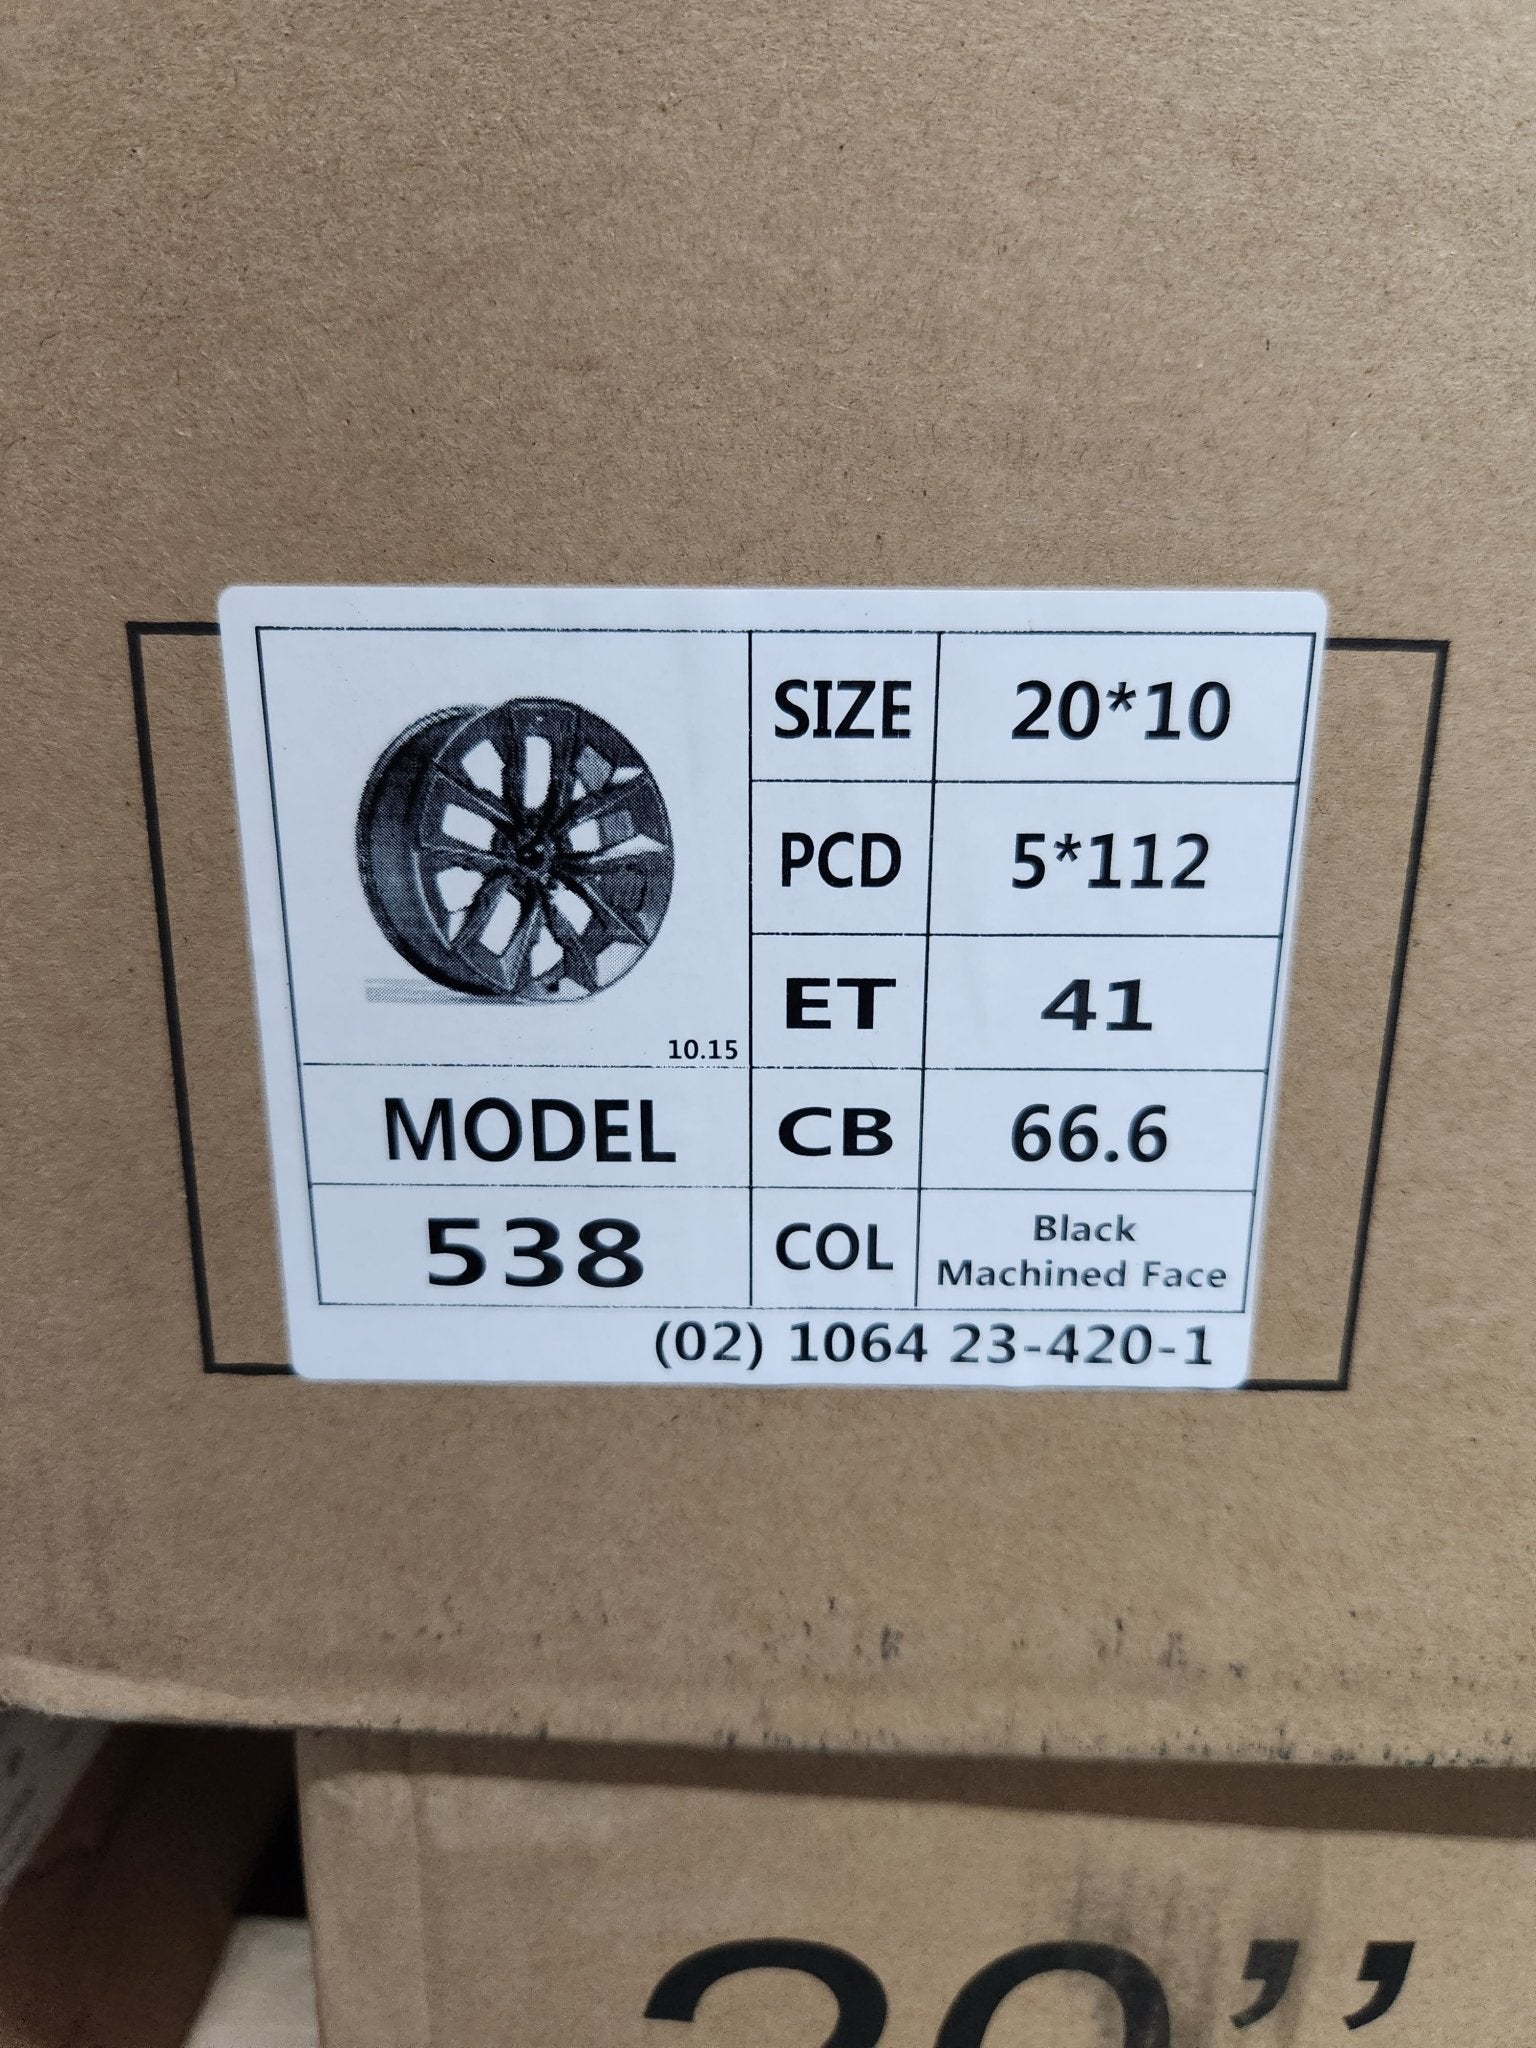 SIZE 20*10
PCD 5*112
ET 41
10.15
MODEL CB 66.6
538 COL Black
Machined Face
(02) 1064 23-420-1
20’’